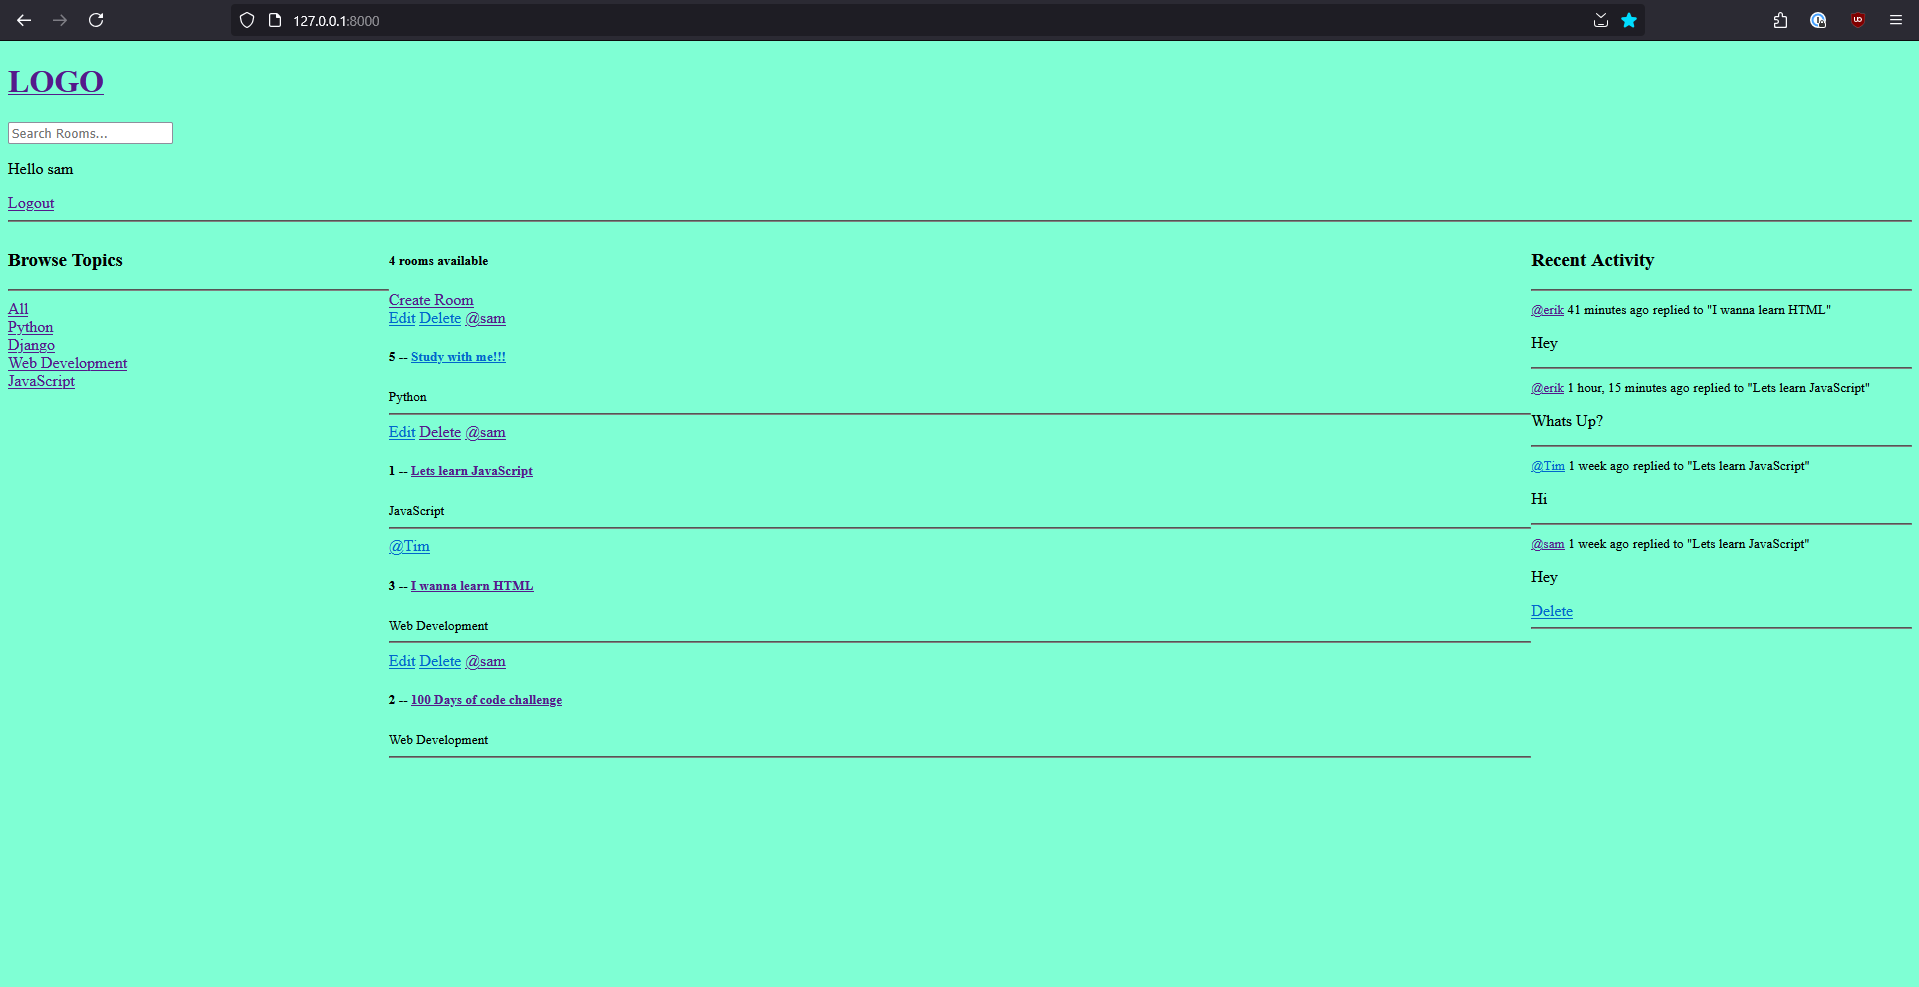 127.0.0.1:8000
LOGO
Search Rooms...
Hello sam
Logout
Browse Topics
All
Python
Django
Web Development
JavaScript
4 rooms available
Create Room
Edit Delete @sam
5 -- Study with me!!!
Python
Edit Delete @sam
1 -- Lets learn JavaScript
JavaScript
@Tim
3 -- I wanna learn HTML
Web Development
Edit Delete @sam
2 -- 100 Days of code challenge
Web Development
Recent Activity
@erik 41 minutes ago replied to "I wanna learn HTML"
Hey
@erik 1 hour, 15 minutes ago replied to "Lets learn JavaScript"
Whats Up?
@Tim 1 week ago replied to "Lets learn JavaScript"
Hi
@sam 1 week ago replied to "Lets learn JavaScript"
Hey
Delete